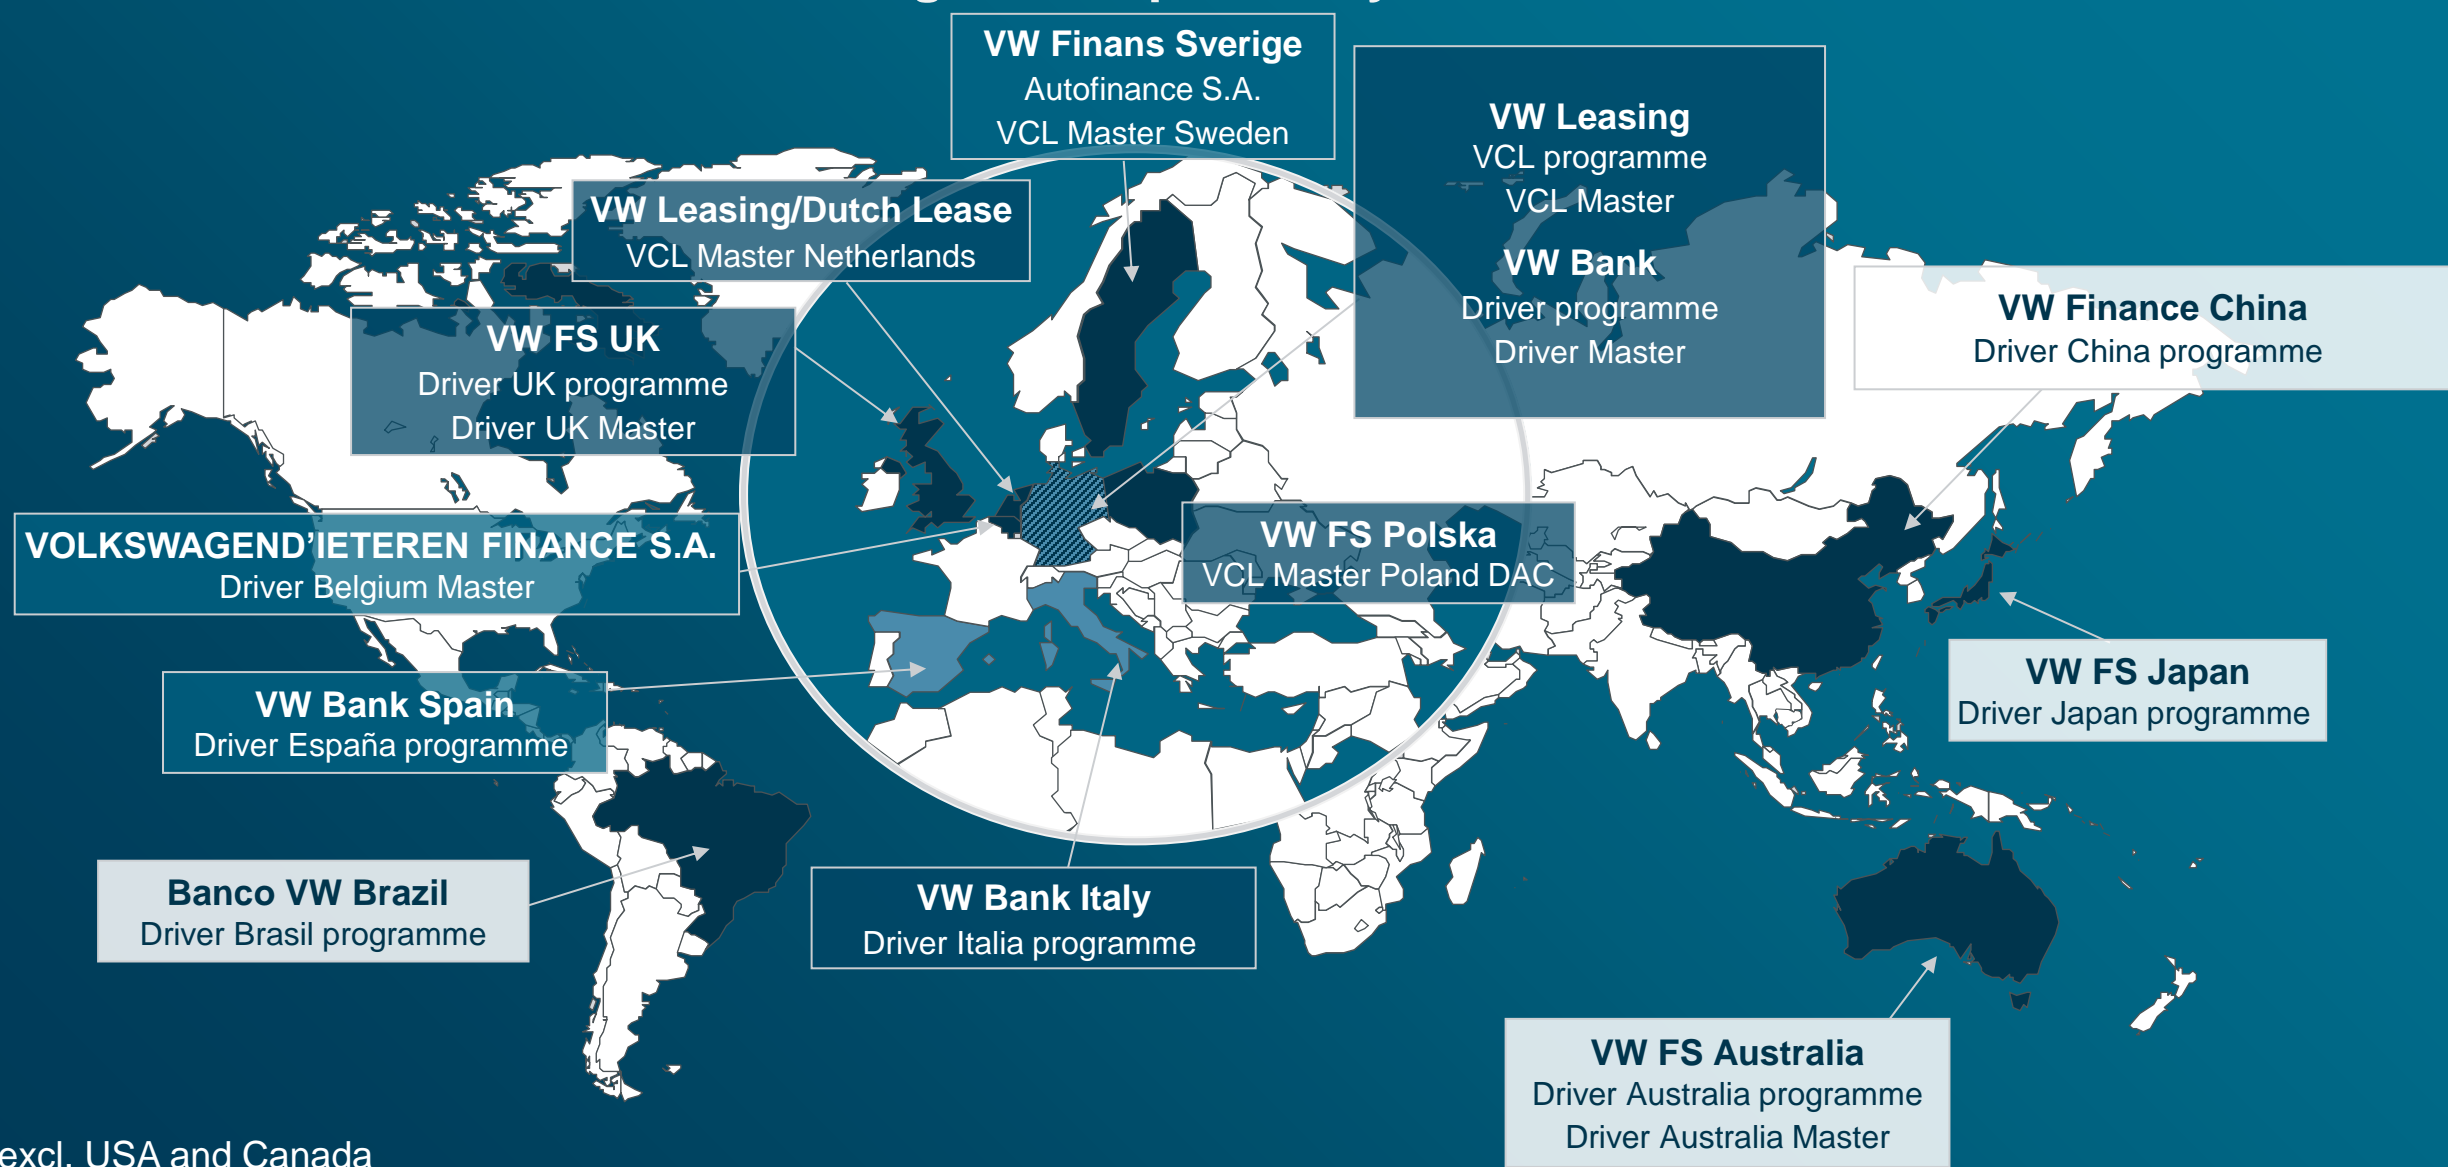 VW Finans Sverige
Autofinance S.A.
VCL Master Sweden
VW Leasing
VCL programme
VCL Master
VW Bank
Driver programme
Driver Master
VW Leasing/Dutch Lease
VCL Master Netherlands
VW Finance China
Driver China programme
VW FS UK
Driver UK programme
Driver UK Master
VOLKSWAGEND’IETEREN FINANCE S.A.
Driver Belgium Master
VW FS Polska
VCL Master Poland DAC
VW FS Japan
Driver Japan programme
VW Bank Spain
Driver España programme
Banco VW Brazil
Driver Brasil programme
VW Bank Italy
Driver Italia programme
VW FS Australia
Driver Australia programme
Driver Australia Master
excl. USA and Canada